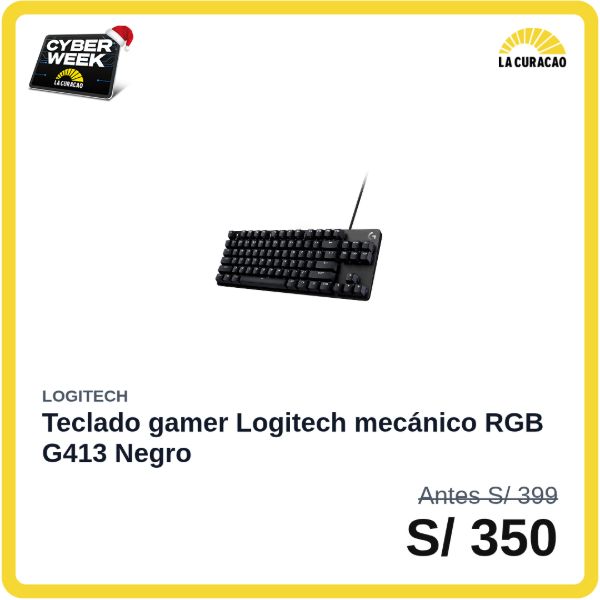 CYBER
WEEK
LA CURACAO
LA CURACAO
LOGITECH
Teclado gamer Logitech mecánico RGB
G413 Negro
Antes S/ 399
S/ 350